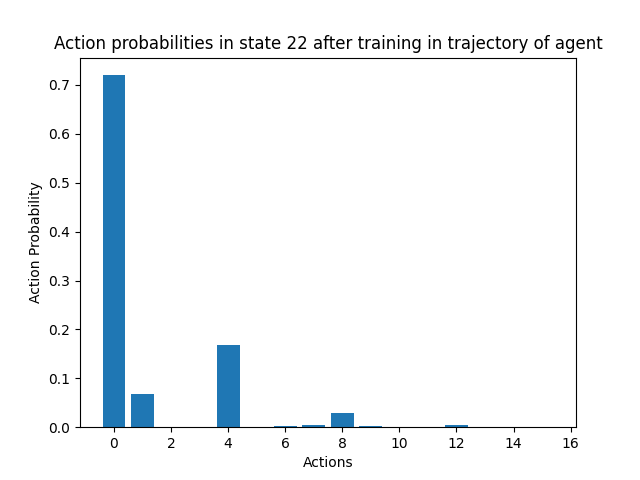 Action probabilities in state 22 after training in trajectory of agent
0.7
0.6
0.5
0.4
0.3
0.2
0.1
0.0
Action Probability
0 2 4 6 8 10 12 14 16
Actions